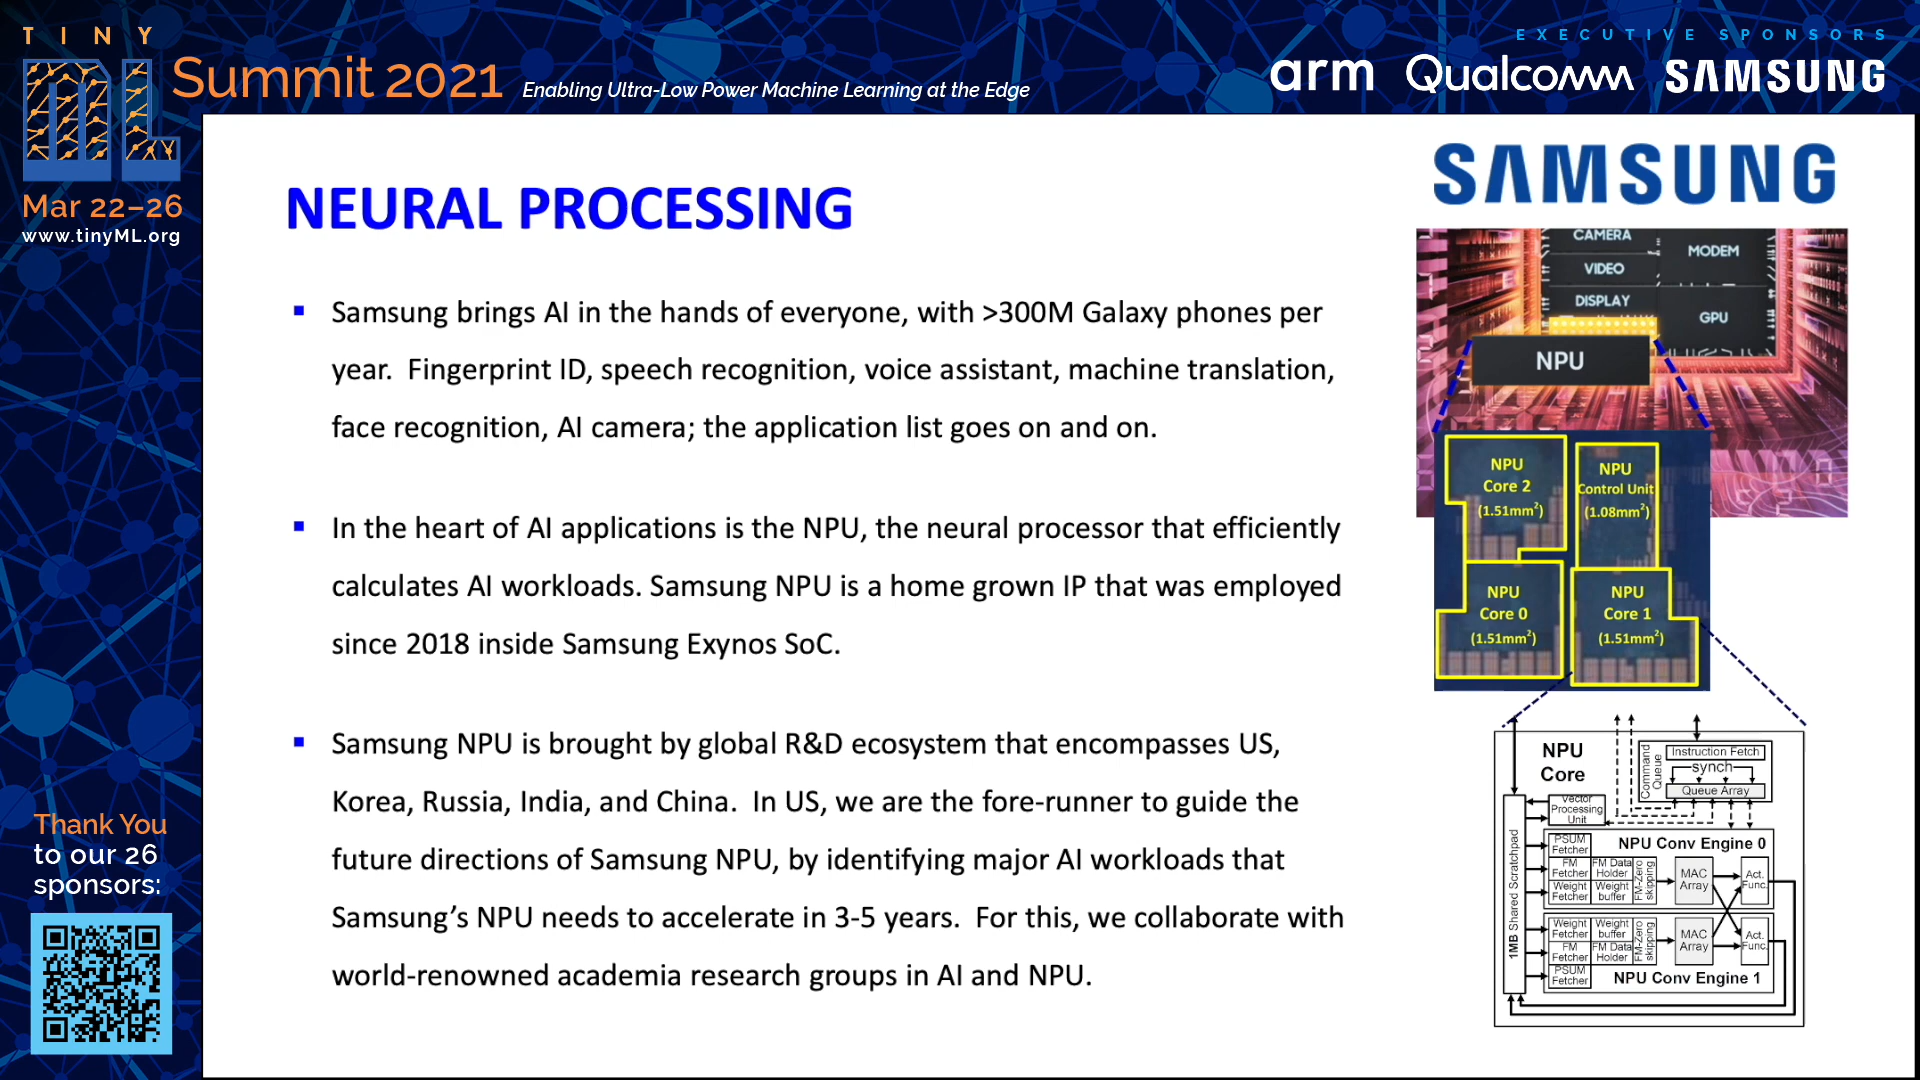 TINY
ML Summit 2021
Enabling Ultra-Low Power Machine Learning at the Edge
EXECUTIVE SPONSORS
arm Qualcomm SAMSUNG
Mar 22–26
www.tinyML.org
Thank You
to our 26
sponsors:
NEURAL PROCESSING
▪ Samsung brings AI in the hands of everyone, with >300M Galaxy phones per
year. Fingerprint ID, speech recognition, voice assistant, machine translation,
face recognition, AI camera; the application list goes on and on.
▪ In the heart of AI applications is the NPU, the neural processor that efficiently
calculates AI workloads. Samsung NPU is a home grown IP that was employed
since 2018 inside Samsung Exynos SoC.
▪ Samsung NPU is brought by global R&D ecosystem that encompasses US,
Korea, Russia, India, and China. In US, we are the fore-runner to guide the
future directions of Samsung NPU, by identifying major AI workloads that
Samsung’s NPU needs to accelerate in 3-5 years. For this, we collaborate with
world-renowned academia research groups in AI and NPU.
SAMSUNG
CAMERA
MODEM
VIDEO
DISPLAY
GPU
NPU
NPU
Core 2
(1.51mm²)
NPU
Control Unit
(1.08mm²)
NPU
Core 0
(1.51mm²)
NPU
Core 1
(1.51mm²)
NPU
Core
Command
Queue
Instruction Fetch
synch
Queue Array
Vector
Processing
Unit
1MB Shared Scratchpad
NPU Conv Engine 0
PSUM
Fetcher
FM
Fetcher
FM Data
Holder
Weight
Fetcher
Weight
buffer
FM-Zero
skipping
MAC
Array
Act.
Func.
Weight
Fetcher
Weight
buffer
FM
Fetcher
FM Data
Holder
FM-Zero
skipping
MAC
Array
Act.
Func.
PSUM
Fetcher
NPU Conv Engine 1